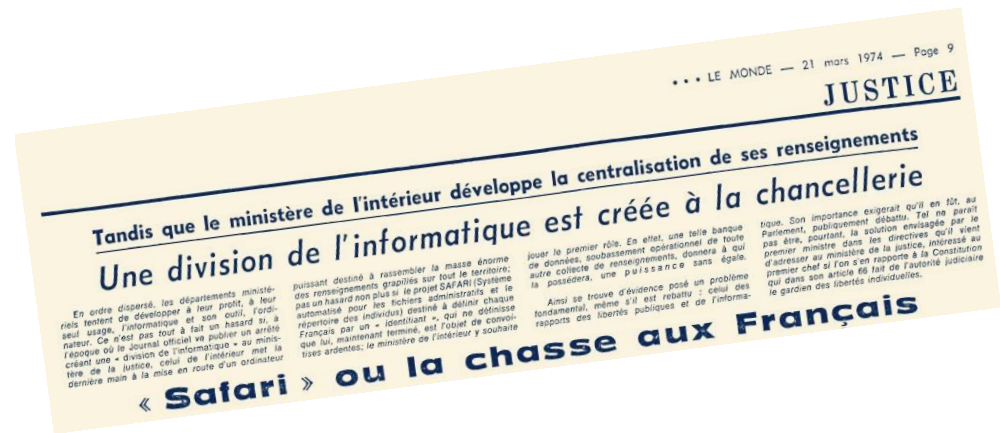 • • • LE MONDE — 21 mars 1974 — Page 9
JUSTICE
Tandis que le ministère de l'intérieur développe la centralisation de ses renseignements
Une division de l'informatique est créée à la chancellerie
En ordre dispersé, les départements ministé-
riels tentent de développer à leur profit, à leur
seul usage, l'informatique et son outil, l'ordi-
nateur. Ce n'est pas tout à fait un hasard si, à
l'époque où le Journal officiel va publier un arrêté
créant une « division de l'informatique » au minis-
tère de la justice, celui de l'intérieur met la
dernière main à la mise en route d'un ordinateur
puissant destiné à rassembler la masse énorme
des renseignements grapillés sur tout le territoire;
pas un hasard non plus si le projet SAFARI (Système
automatisé pour les fichiers administratifs et le
répertoire des individus) destiné à définir chaque
Français par un « identifiant », qui ne définisse
que lui, maintenant terminé, est l'objet de convoi-
tises ardentes; le ministère de l'intérieur y souhaite
jouer le premier rôle. En effet, une telle banque
de données, soubassement opérationnel de toute
autre collecte de renseignements, donnera à qui
la possédera, une puissance sans égale.
Ainsi se trouve d'évidence posé un problème
fondamental, même s'il est rebattu : celui des
rapports des libertés publiques et de l'informa-
tique. Son importance exigerait qu'il en fût, au
Parlement, publiquement débattu. Tel ne paraît
pas être, pourtant, la solution envisagée par le
premier ministre dans les directives qu'il vient
d'adresser au ministère de la justice, intéressé au
premier chef si l'on s'en rapporte à la Constitution
qui dans son article 66 fait de l'autorité judiciaire
le gardien des libertés individuelles.
« Safari » ou la chasse aux Français